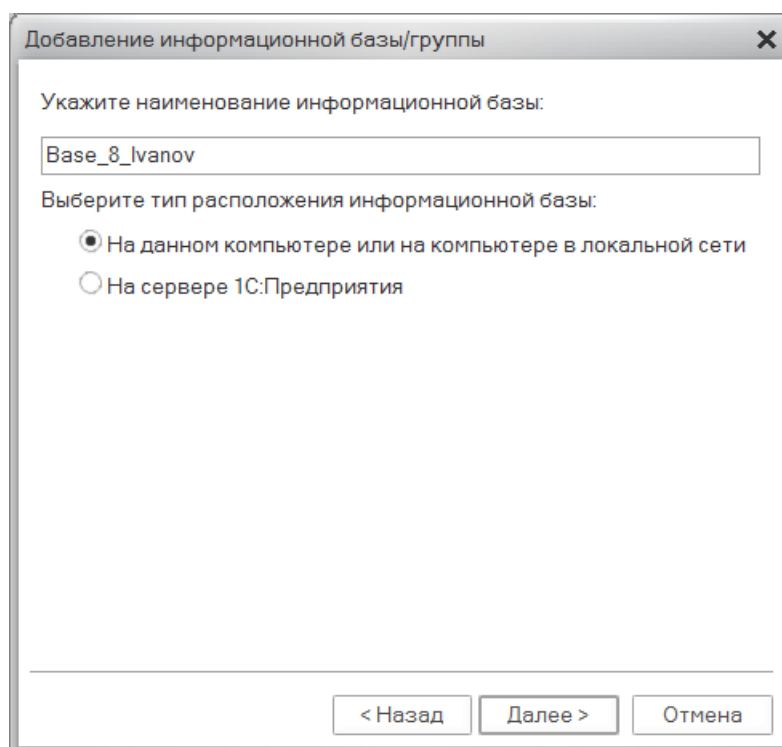 Добавление информационной базы/группы
Укажите наименование информационной базы:
Base_8_Ivanov
Выберите тип расположения информационной базы:
На данном компьютере или на компьютере в локальной сети
На сервере 1С:Предприятия
< Назад Далее > Отмена